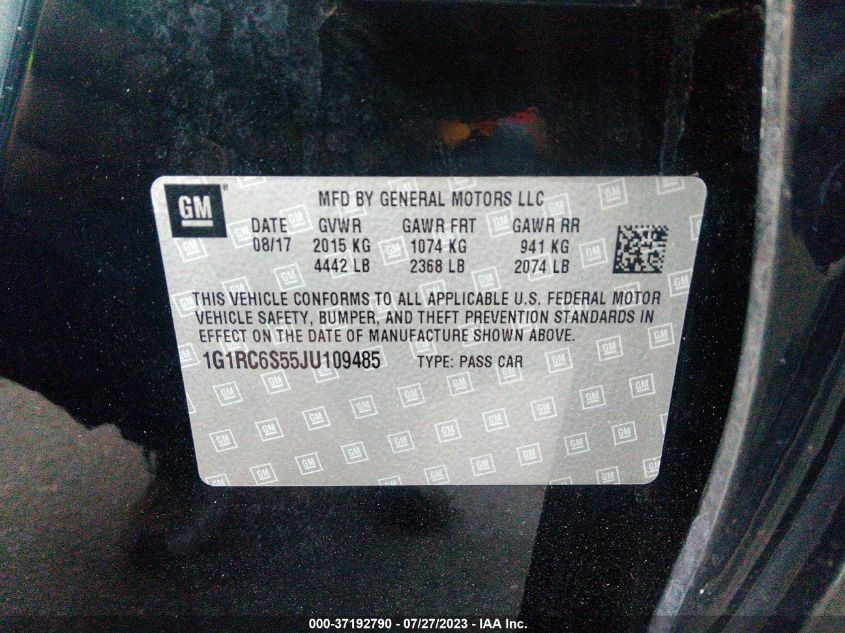 GM ®
MFD BY GENERAL MOTORS LLC
DATE GVWR GAWR FRT GAWR RR
08/17 2015 KG 1074 KG 941 KG
4442 LB 2368 LB 2074 LB
THIS VEHICLE CONFORMS TO ALL APPLICABLE U.S. FEDERAL MOTOR
VEHICLE SAFETY, BUMPER, AND THEFT PREVENTION STANDARDS IN
EFFECT ON THE DATE OF MANUFACTURE SHOWN ABOVE.
1G1RC6S55JU109485 TYPE: PASS CAR
000-37192790 - 07/27/2023 - IAA Inc.